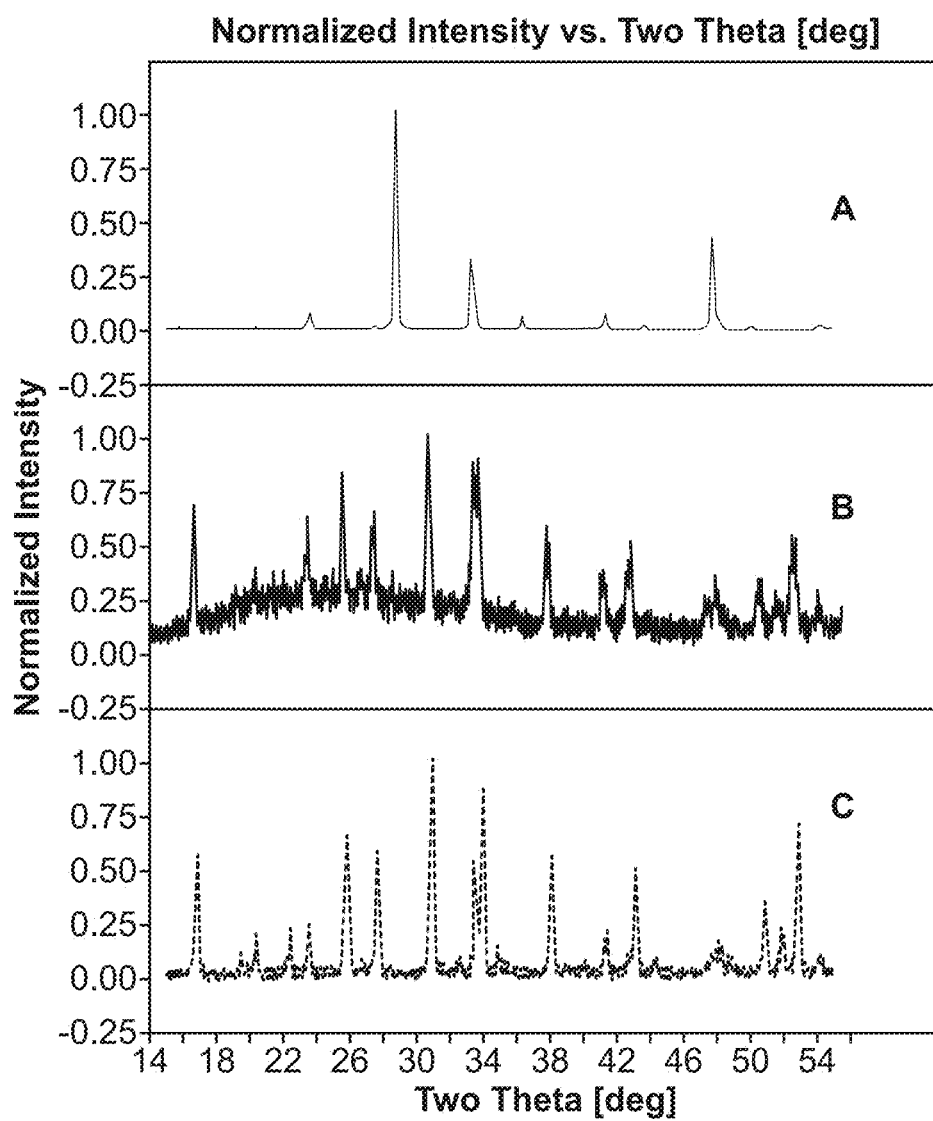 Normalized Intensity vs. Two Theta [deg]
1.00
0.75
0.50
0.25
0.00
-0.25
A
1.00
0.75
0.50
0.25
0.00
-0.25
B
1.00
0.75
0.50
0.25
0.00
-0.25
C
Normalized Intensity
14 18 22 26 30 34 38 42 46 50 54
Two Theta [deg]